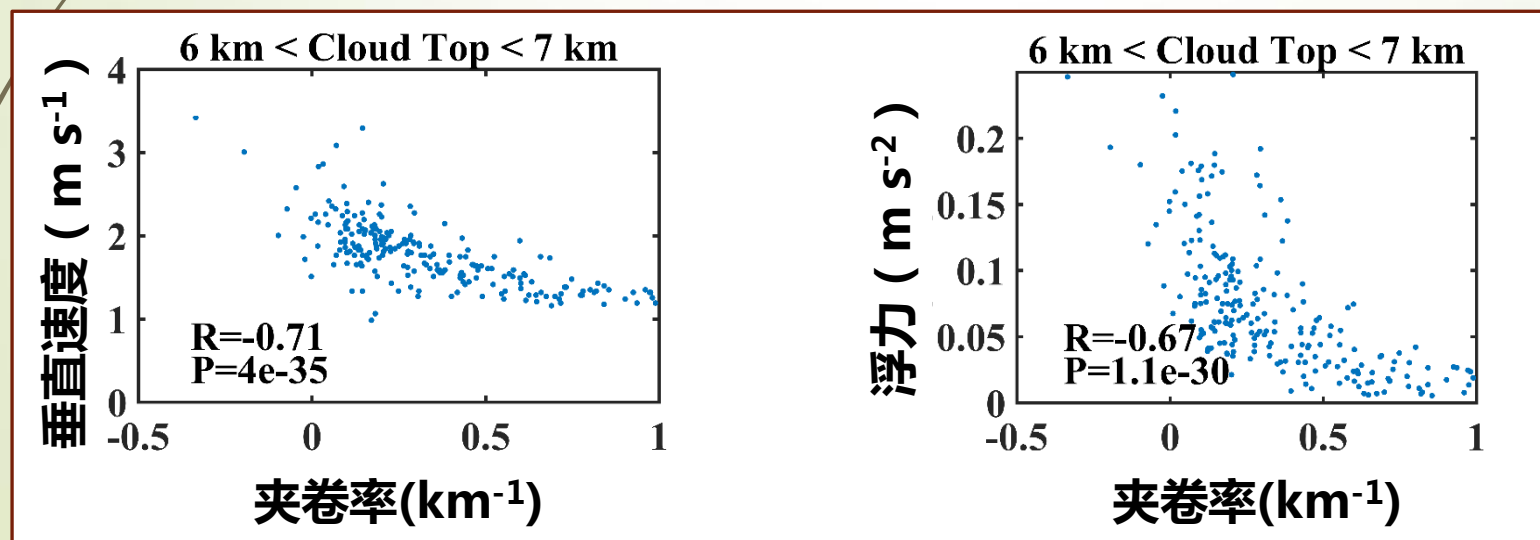 6 km < Cloud Top < 7 km
垂直速度 ( m s⁻¹ )
4
3
2
1
0
R=-0.71
P=4e-35
-0.5 0 0.5 1
夹卷率(km⁻¹)
6 km < Cloud Top < 7 km
浮力 ( m s⁻² )
0.2
0.15
0.1
0.05
0
R=-0.67
P=1.1e-30
-0.5 0 0.5 1
夹卷率(km⁻¹)